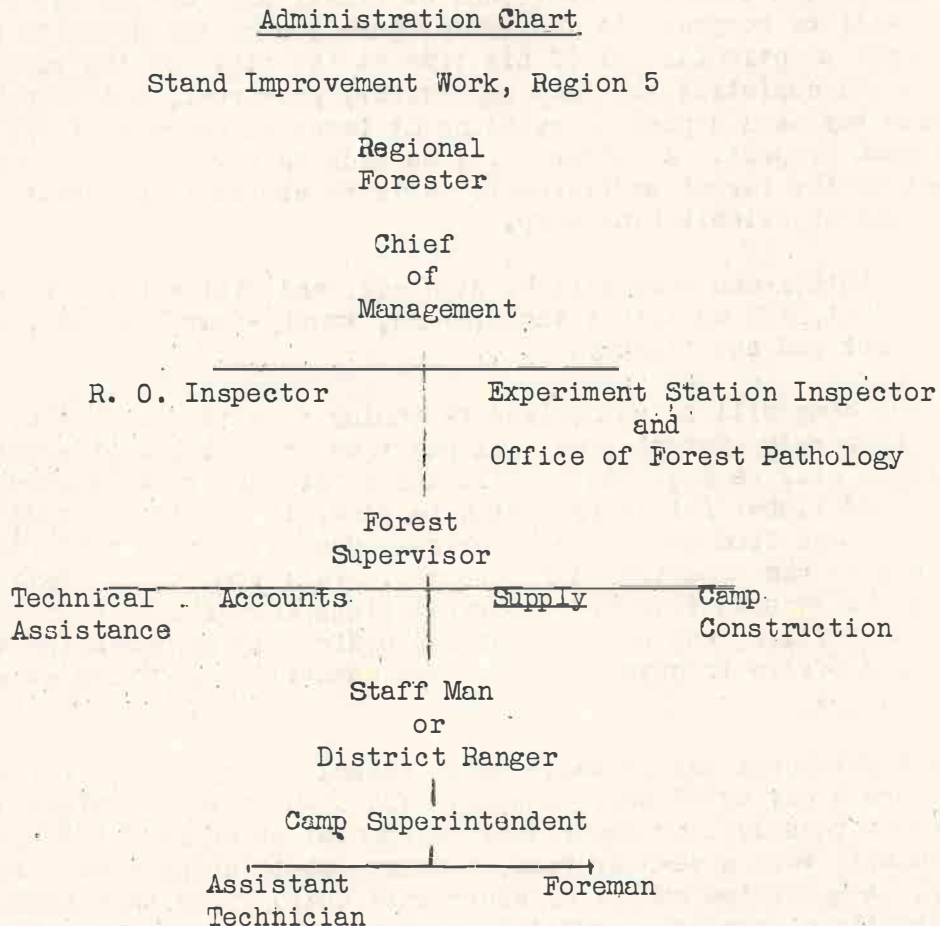 Administration Chart
Stand Improvement Work, Region 5
Regional
Forester
Chief
of
Management
R. O. Inspector
Experiment Station Inspector
and
Office of Forest Pathology
Forest
Supervisor
Technical Accounts Supply Camp
Assistance Construction
Staff Man
or
District Ranger
Camp Superintendent
Assistant Foreman
Technician